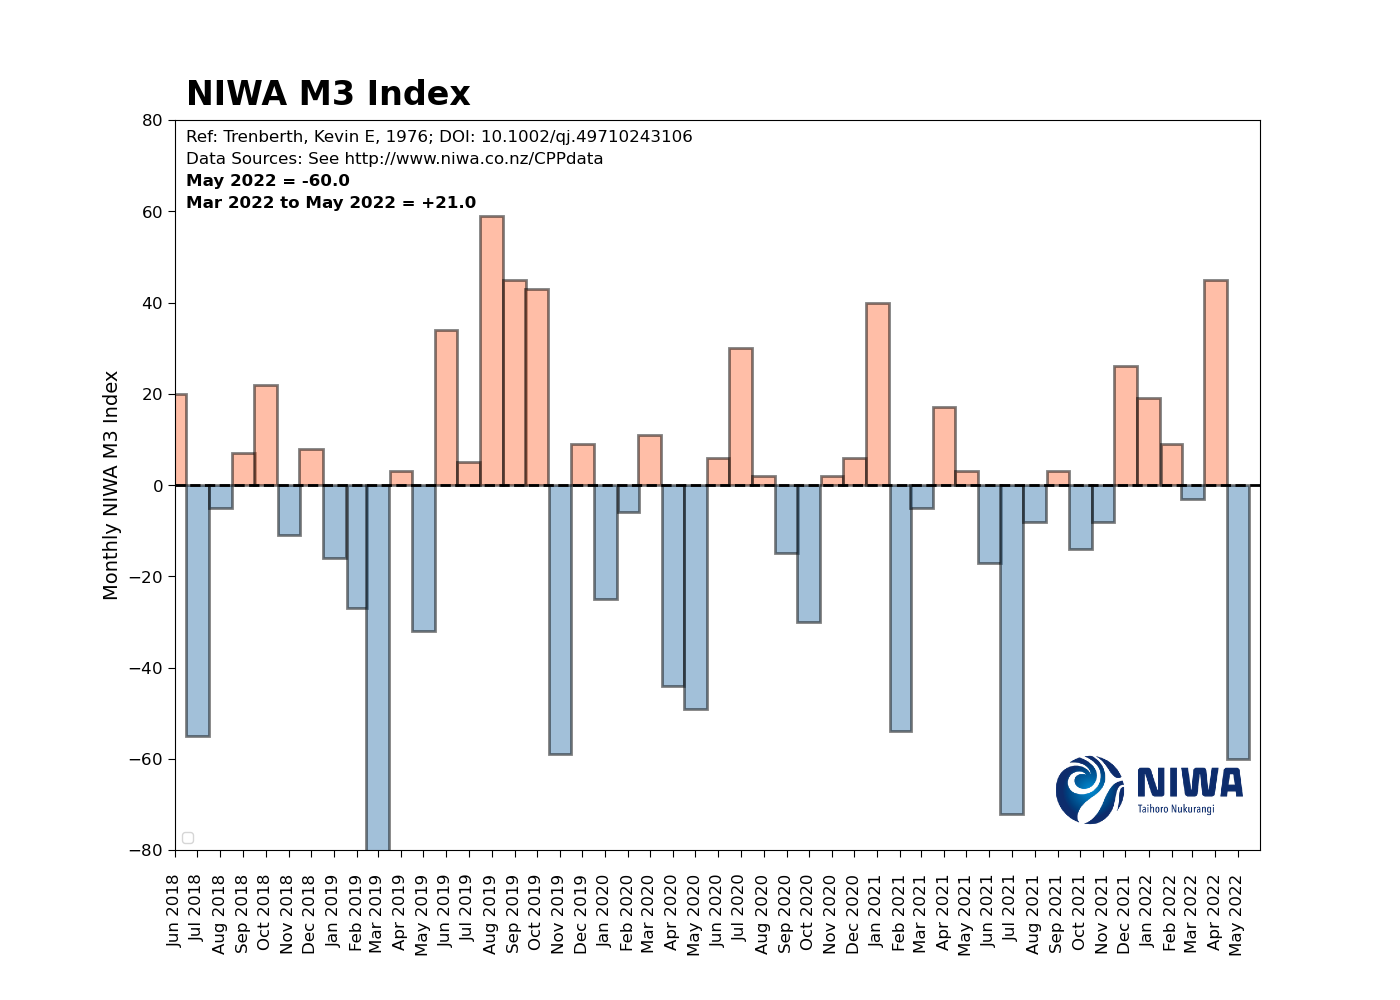 NIWA M3 Index
Ref: Trenberth, Kevin E, 1976; DOI: 10.1002/qj.49710243106
Data Sources: See http://www.niwa.co.nz/CPPdata
May 2022 = -60.0
Mar 2022 to May 2022 = +21.0
Monthly NIWA M3 Index
80
60
40
20
0
−20
−40
−60
−80
NIWA
Taihoro Nukurangi
Jun 2018
Jul 2018
Aug 2018
Sep 2018
Oct 2018
Nov 2018
Dec 2018
Jan 2019
Feb 2019
Mar 2019
Apr 2019
May 2019
Jun 2019
Jul 2019
Aug 2019
Sep 2019
Oct 2019
Nov 2019
Dec 2019
Jan 2020
Feb 2020
Mar 2020
Apr 2020
May 2020
Jun 2020
Jul 2020
Aug 2020
Sep 2020
Oct 2020
Nov 2020
Dec 2020
Jan 2021
Feb 2021
Mar 2021
Apr 2021
May 2021
Jun 2021
Jul 2021
Aug 2021
Sep 2021
Oct 2021
Nov 2021
Dec 2021
Jan 2022
Feb 2022
Mar 2022
Apr 2022
May 2022